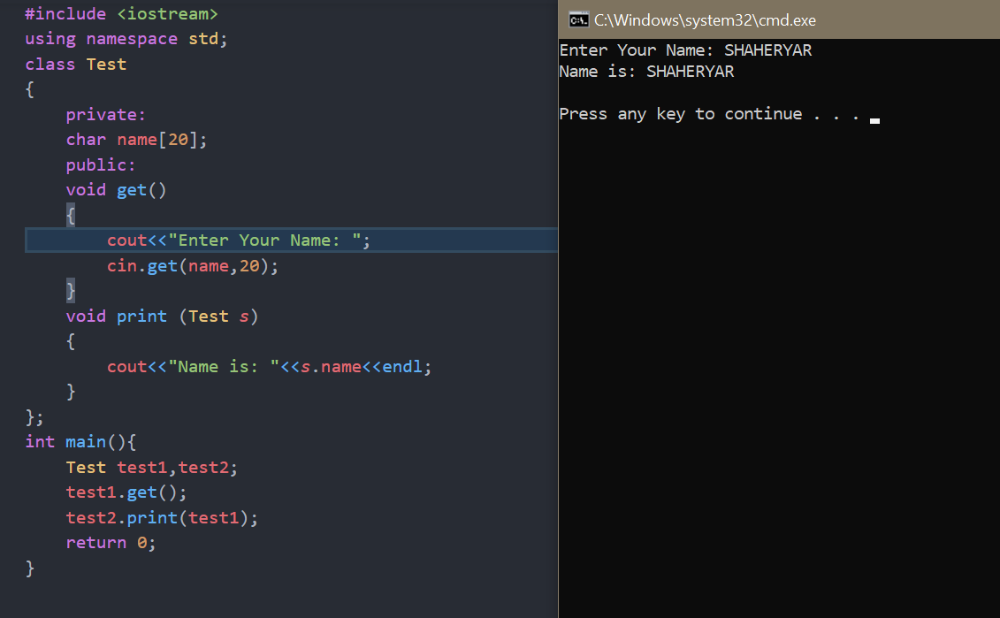 #include <iostream>
using namespace std;
class Test
{
    private:
    char name[20];
    public:
    void get()
    {
        cout<<"Enter Your Name: ";
        cin.get(name,20);
    }
    void print (Test s)
    {
        cout<<"Name is: "<<s.name<<endl;
    }
};
int main(){
    Test test1,test2;
    test1.get();
    test2.print(test1);
    return 0;
}
C:\Windows\system32\cmd.exe
Enter Your Name: SHAHERYAR
Name is: SHAHERYAR
Press any key to continue . . .